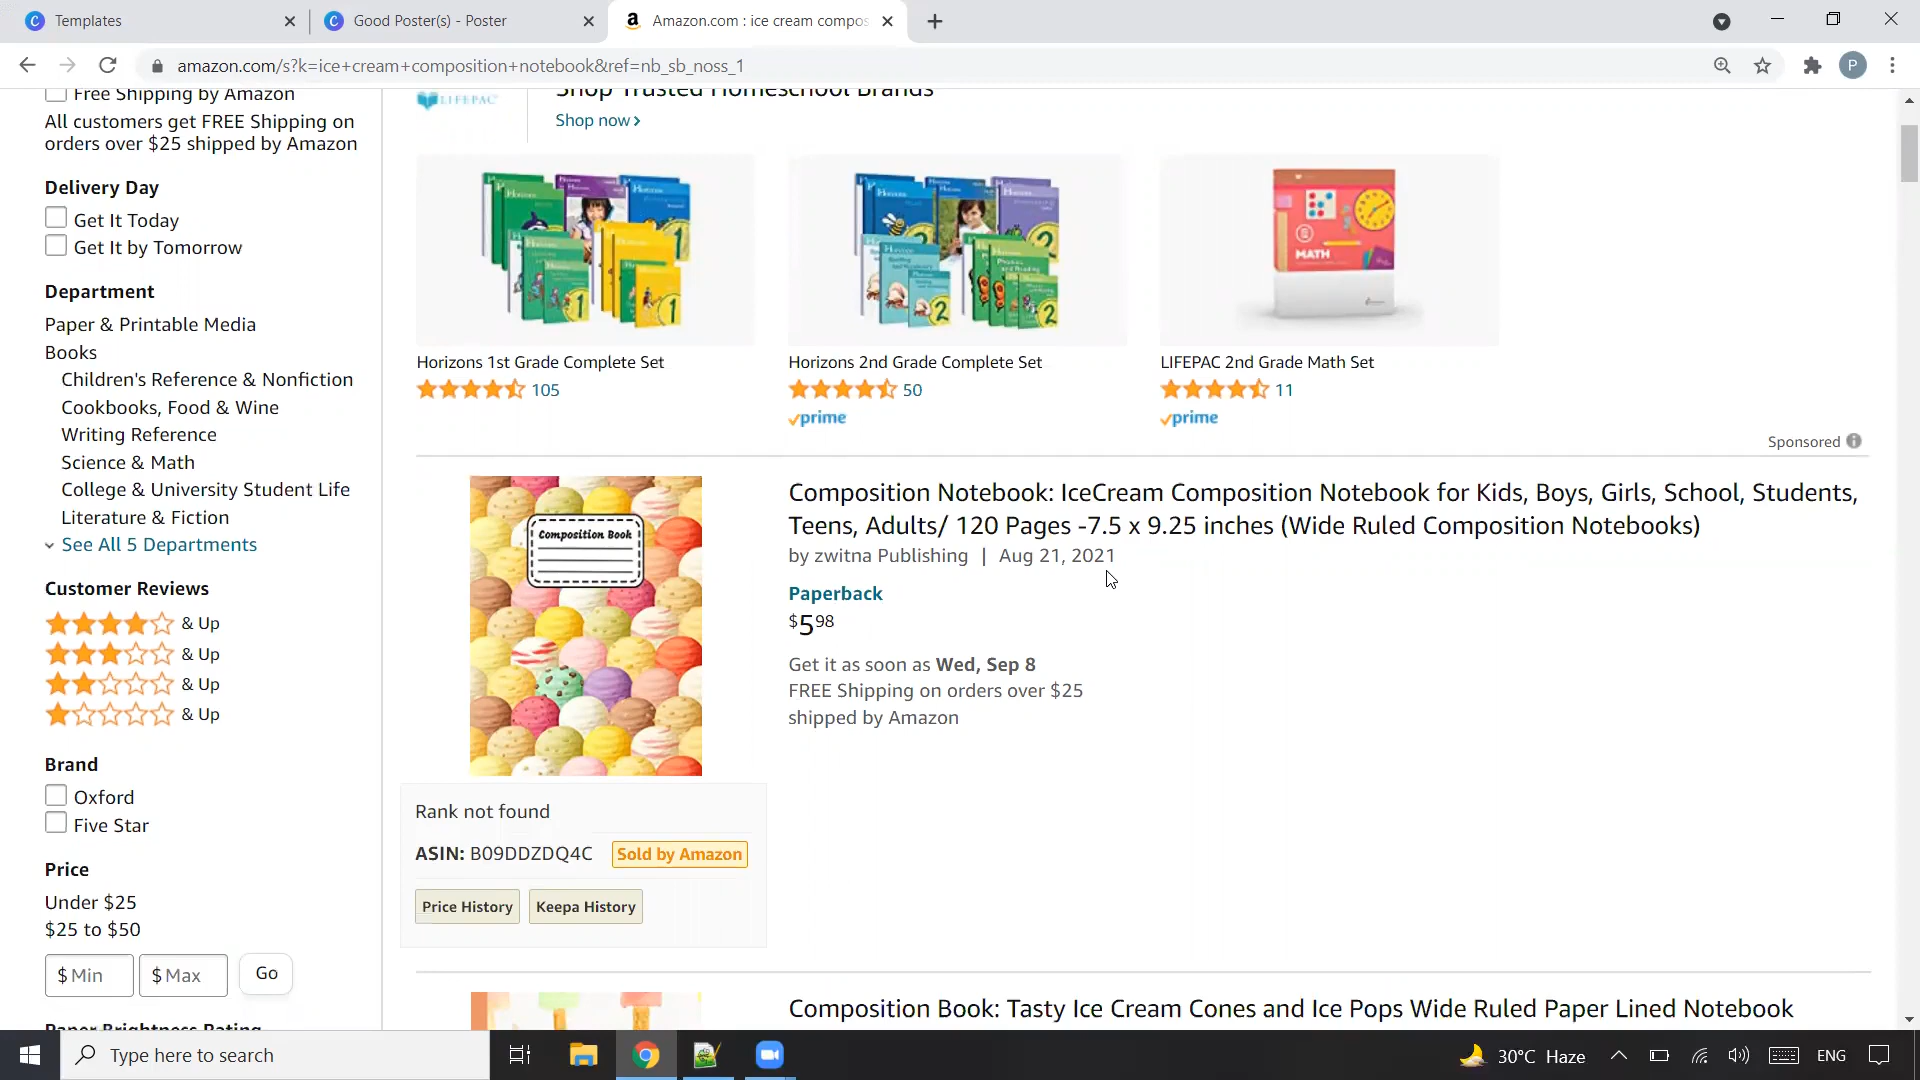 Templates
Good Poster(s) - Poster
Amazon.com : ice cream compos
amazon.com/s?k=ice+cream+composition+notebook&ref=nb_sb_noss_1
P
Free Shipping by Amazon
All customers get FREE Shipping on
orders over $25 shipped by Amazon
Delivery Day
Get It Today
Get It by Tomorrow
Department
Paper & Printable Media
Books
Children's Reference & Nonfiction
Cookbooks, Food & Wine
Writing Reference
Science & Math
College & University Student Life
Literature & Fiction
See All 5 Departments
Customer Reviews
& Up
& Up
& Up
& Up
Brand
Oxford
Five Star
Price
Under $25
$25 to $50
$ Min
$ Max
Go
Paper Brightness Rating
LIFEPAC
Shop Trusted Homeschool Brands
Shop now ›
Horizons
MATH
Horizons 1st Grade Complete Set
105
Horizons 2nd Grade Complete Set
50
prime
LIFEPAC 2nd Grade Math Set
11
prime
Sponsored
Composition Book
Composition Notebook: IceCream Composition Notebook for Kids, Boys, Girls, School, Students,
Teens, Adults/ 120 Pages -7.5 x 9.25 inches (Wide Ruled Composition Notebooks)
by zwitna Publishing | Aug 21, 2021
Paperback
$5 98
Get it as soon as Wed, Sep 8
FREE Shipping on orders over $25
shipped by Amazon
Rank not found
ASIN: B09DDZDQ4C
Sold by Amazon
Price History
Keepa History
Composition Book: Tasty Ice Cream Cones and Ice Pops Wide Ruled Paper Lined Notebook
Type here to search
30°C Haze
ENG